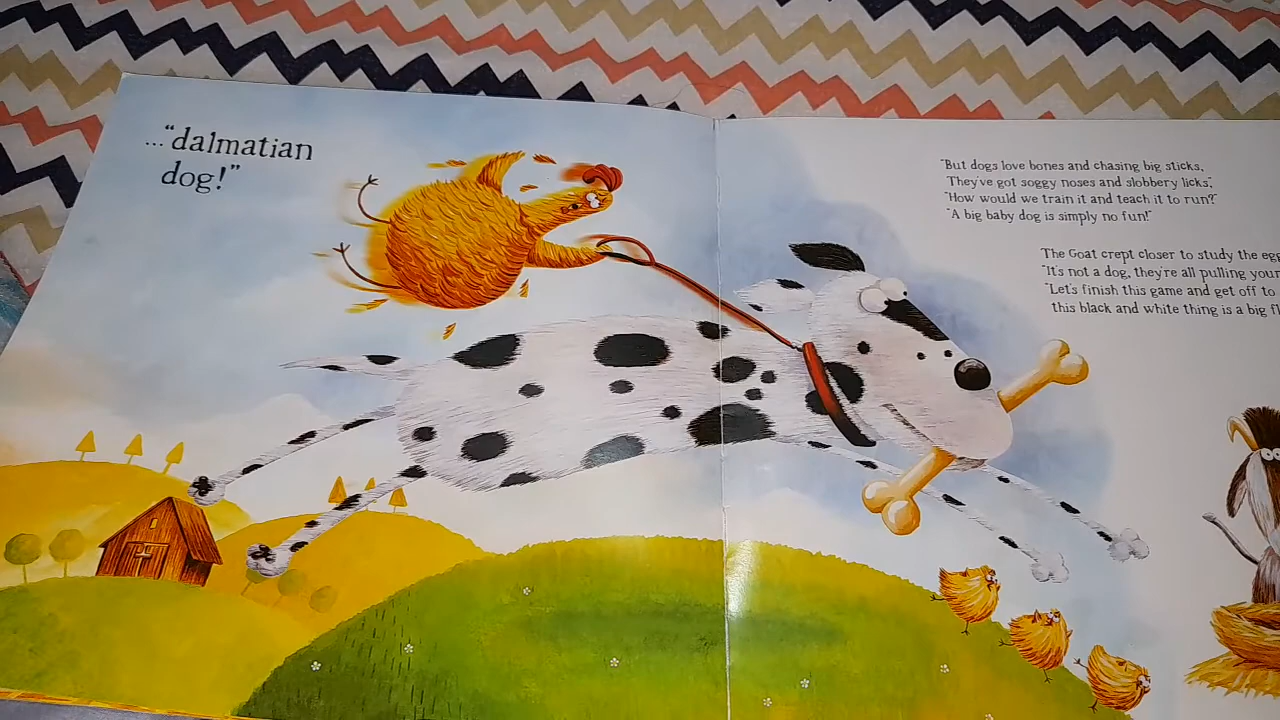 ..."dalmatian
dog!"
"But dogs love bones and chasing big sticks,
They've got soggy noses and slobbery licks."
"How would we train it and teach it to run?"
"A big baby dog is simply no fun!"
The Goat crept closer to study the egg
"It's not a dog, they're all pulling your
"Let's finish this game and get off to
this black and white thing is a big